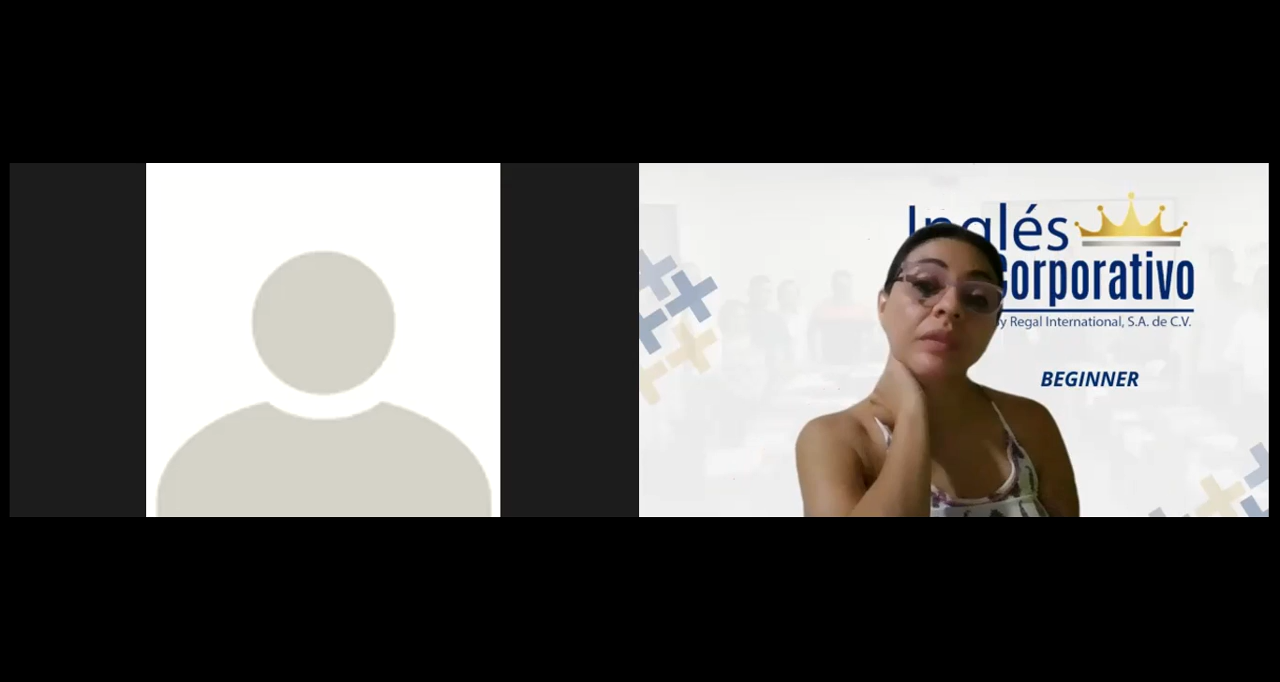 Inglés
Corporativo
y Regal International, S.A. de C.V.
BEGINNER